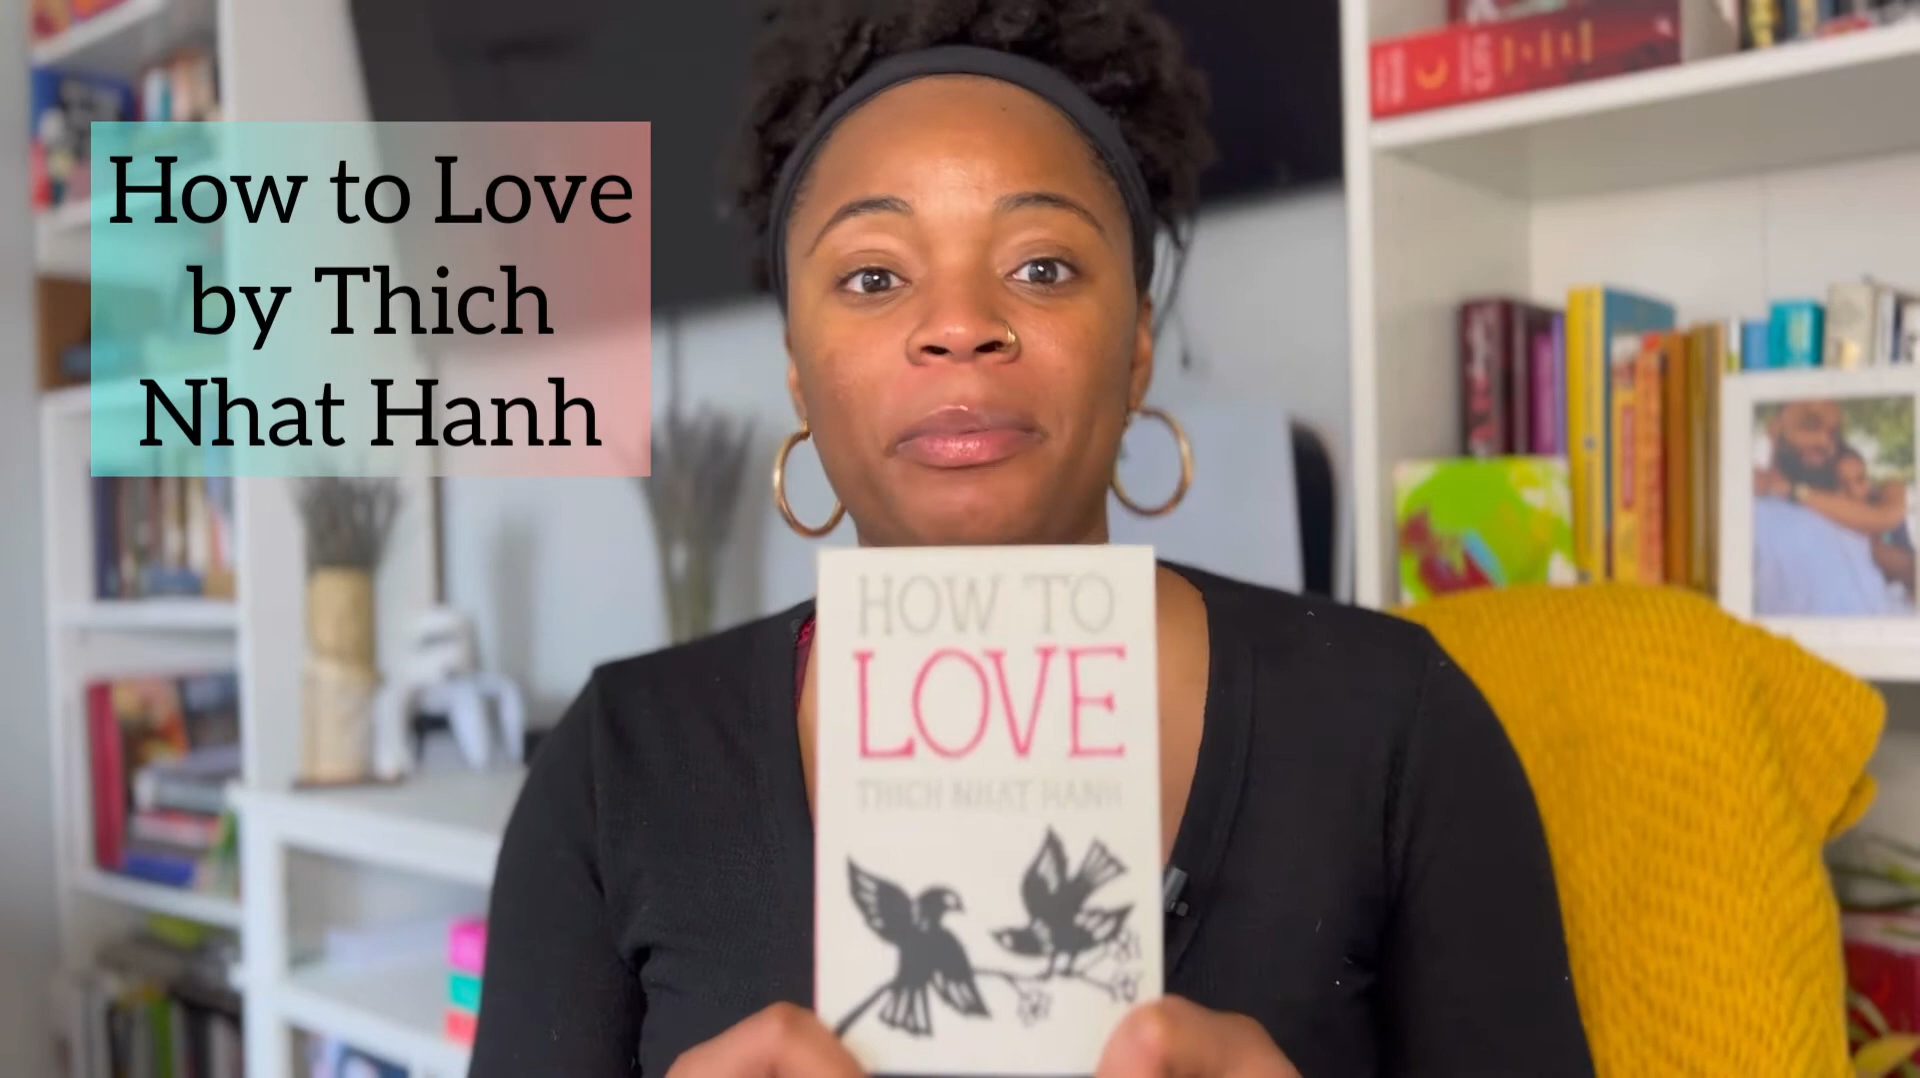 How to Love
by Thich
Nhat Hanh
HOW TO
LOVE
THICH NHAT HANH